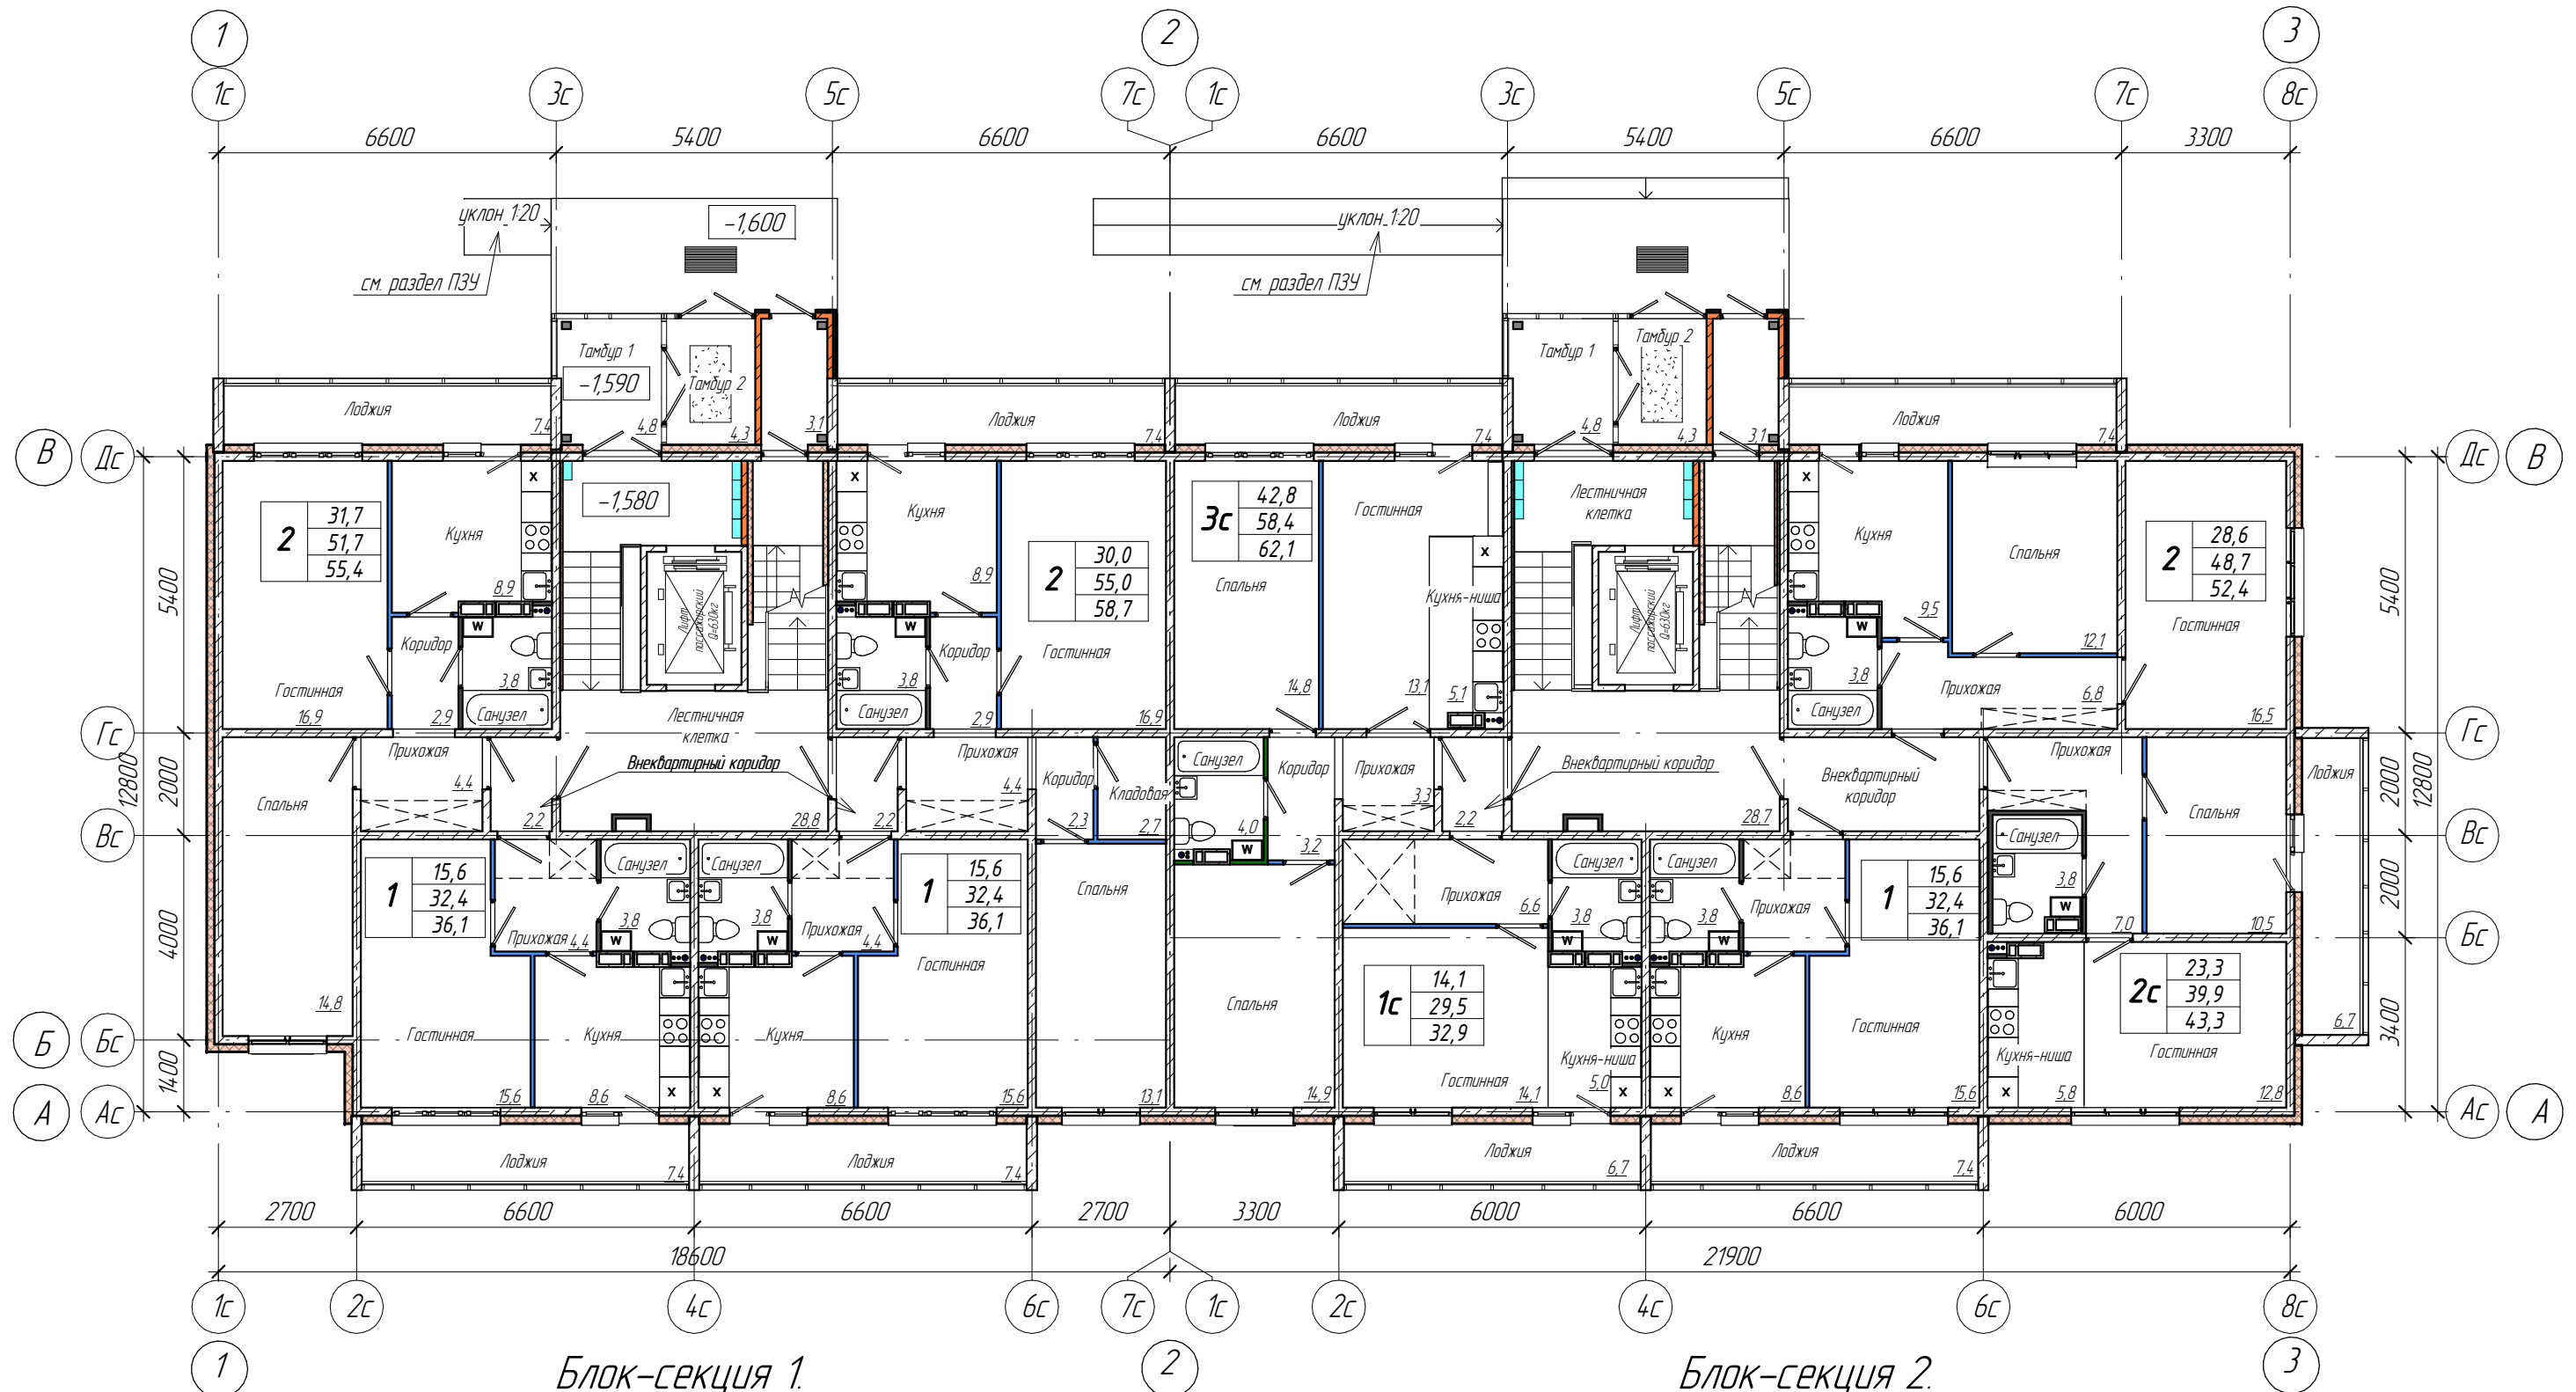 1 2 3
1с 3с 5с 7с 1с 3с 5с 7с 8с
6600 5400 6600 6600 5400 6600 3300
уклон 1:20 -1,600 уклон 1:20
см. раздел ПЗУ см. раздел ПЗУ
Тамбур 1 Тамбур 2 Тамбур 1 Тамбур 2
-1,590
Лоджия 7,4 4,8 4,3 3,1 Лоджия 7,4 Лоджия 7,4 4,8 4,3 3,1 Лоджия 7,4
В Дс Дс В
-1,580
2 31,7 51,7 55,4
Кухня 8,9
Кухня 8,9
2 30,0 55,0 58,7
3с 42,8 58,4 62,1
Гостинная
Лестничная
клетка
Кухня 9,5
Спальня 12,1
2 28,6 48,7 52,4
5400 5400
Лифт
пассажирский
Q=630кг
Лифт
пассажирский
Q=630кг
Спальня 14,8
Кухня-ниша 5,1
13,1
Гостинная 16,5
Коридор 2,9
Коридор 2,9
Гостинная 16,9
W 3,8 Санузел
W 3,8 Санузел
Гостинная 16,9
W 3,8 Санузел
Прихожая 6,8
X X X X
Гс Гс
Лестничная
клетка
Прихожая 4,4
Внеквартирный коридор
Прихожая 4,4
Коридор 2,3
Кладовая 2,7
Санузел 4,0 W
Коридор 3,2
Прихожая 3,3
Внеквартирный коридор
Внеквартирный
коридор
Прихожая 7,0
Лоджия 6,7
12800 2000 2000 12800
Спальня 14,8
2,2 28,8 2,2
2,2 28,7
Спальня 10,5
Вс Вс
1 15,6 32,4 36,1
Санузел 3,8 W
Санузел 3,8 W
1 15,6 32,4 36,1
Спальня 13,1
Санузел 3,8 W
Санузел 3,8 W
1 15,6 32,4 36,1
Санузел 3,8 W
Прихожая 4,4
Прихожая 4,4
Прихожая 6,6
Прихожая
4000 2000
Бс Б
Гостинная 15,6
Кухня 8,6
Кухня 8,6
Гостинная 15,6
Спальня 14,9
1с 14,1 29,5 32,9
Гостинная 14,1
Кухня-ниша 5,0
Кухня 8,6
Гостинная 15,6
Кухня-ниша 5,8
2с 23,3 39,9 43,3
Гостинная 12,8
X X X X X
Б Бс
1400 3400
А Ас Ас А
Лоджия 7,4 Лоджия 7,4 Лоджия 6,7 Лоджия 7,4
2700 6600 6600 2700 3300 6000 6600 6000
18600 21900
1с 2с 4с 6с 7с 1с 2с 4с 6с 8с
1 2 3
Блок-секция 1. Блок-секция 2.